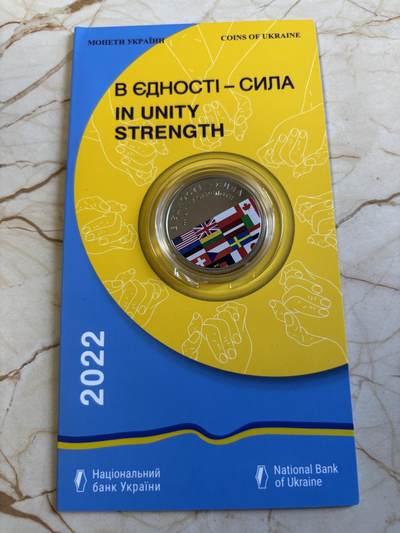 МОНЕТИ УКРАЇНИ
COINS OF UKRAINE
В ЄДНОСТІ – СИЛА
IN UNITY
STRENGTH
2022
Національний
банк України
National Bank
of Ukraine